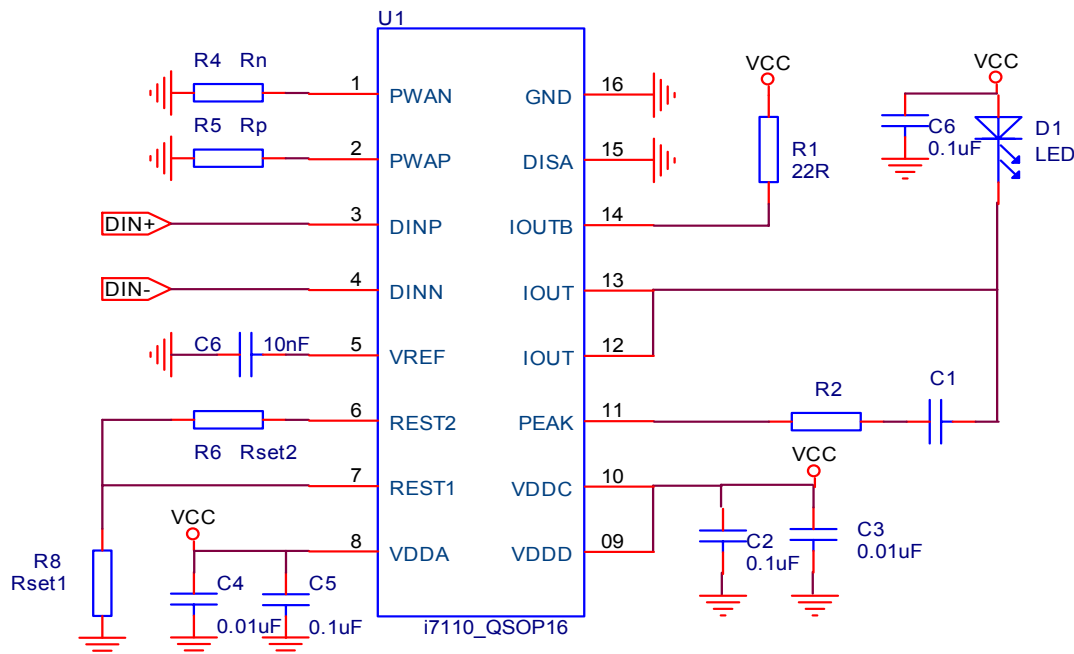 U1
R4 Rn
1
PWAN
GND
16
VCC
VCC
R5 Rp
2
PWAP
DISA
15
R1
22R
C6
0.1uF
D1
LED
DIN+
3
DINP
IOUTB
14
DIN-
4
DINN
IOUT
13
C6 10nF
5
VREF
IOUT
12
R6 Rset2
6
REST2
PEAK
11
R2
C1
7
REST1
VDDC
10
VCC
R8
Rset1
VCC
8
VDDA
VDDD
09
C2
0.1uF
C3
0.01uF
C4
0.01uF
C5
0.1uF
i7110_QSOP16